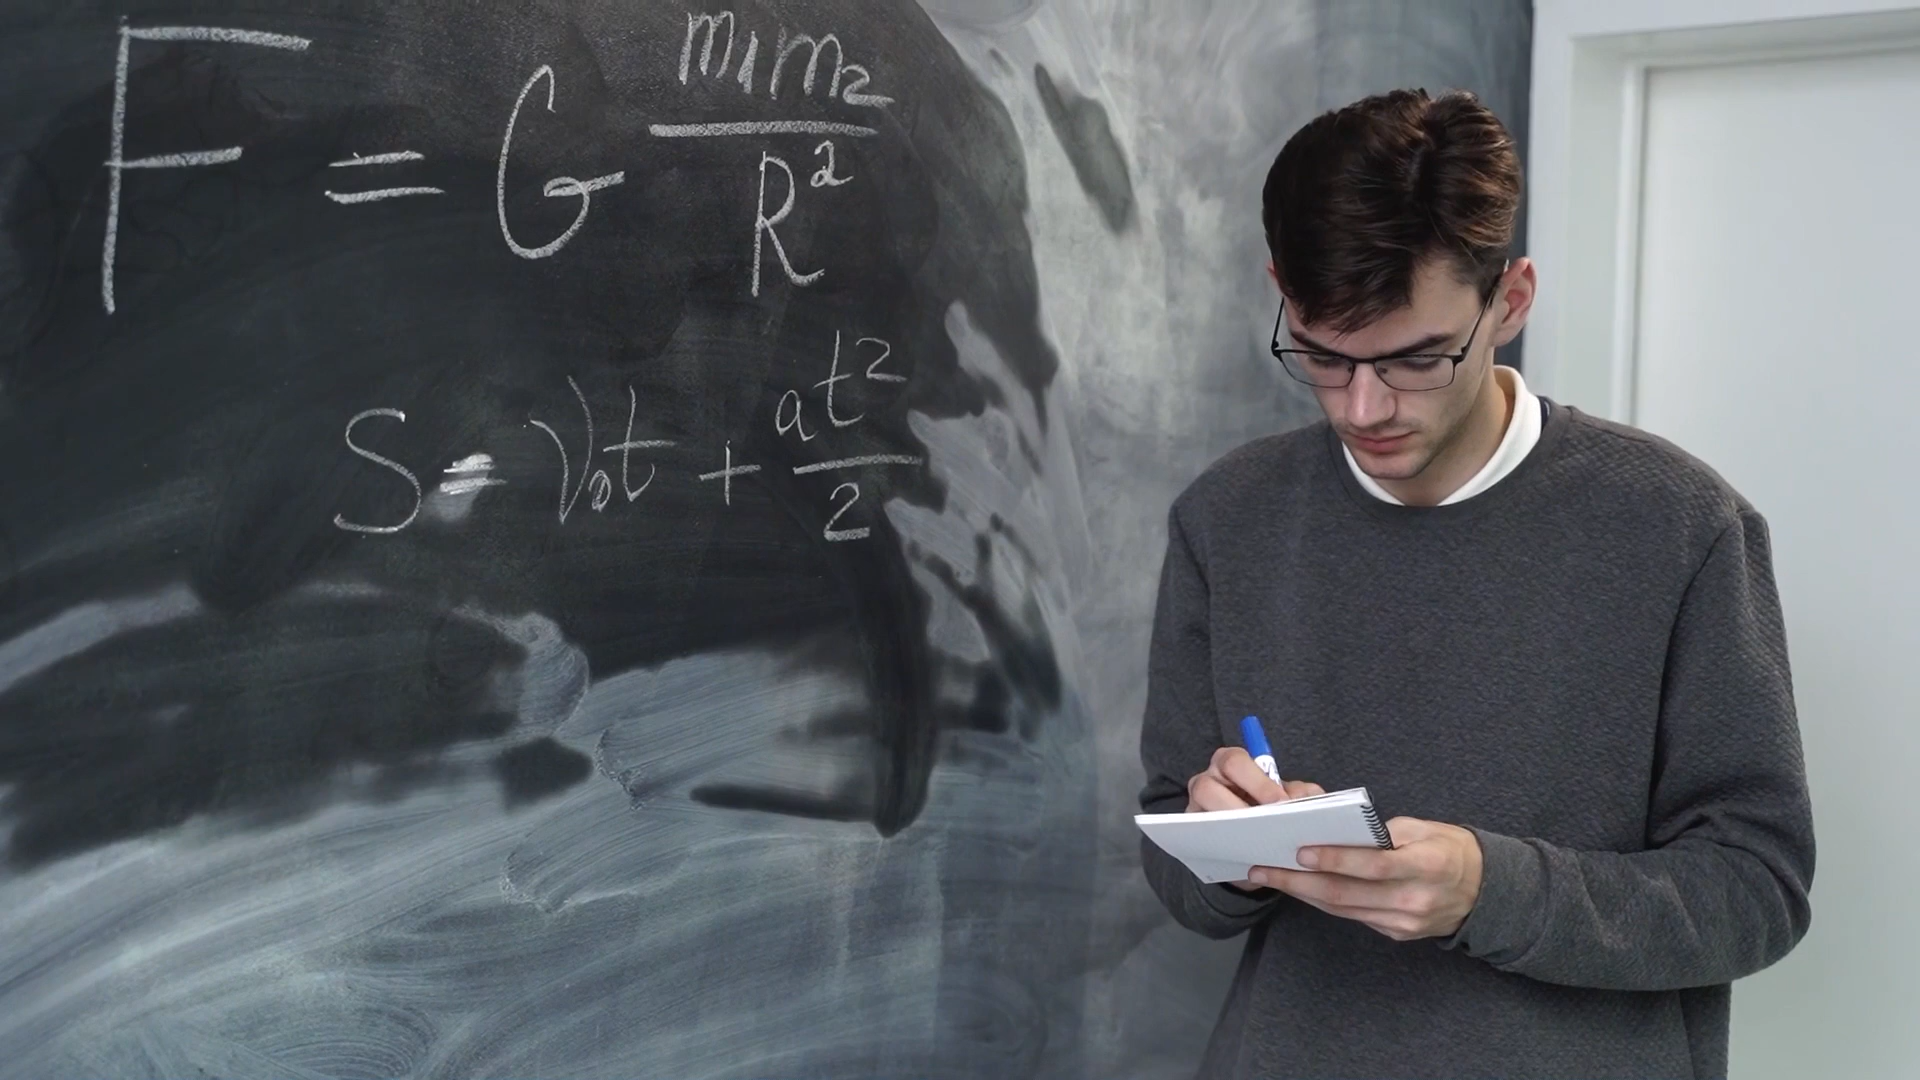 F = G m₁m₂/R²
S = V₀t + at²/2